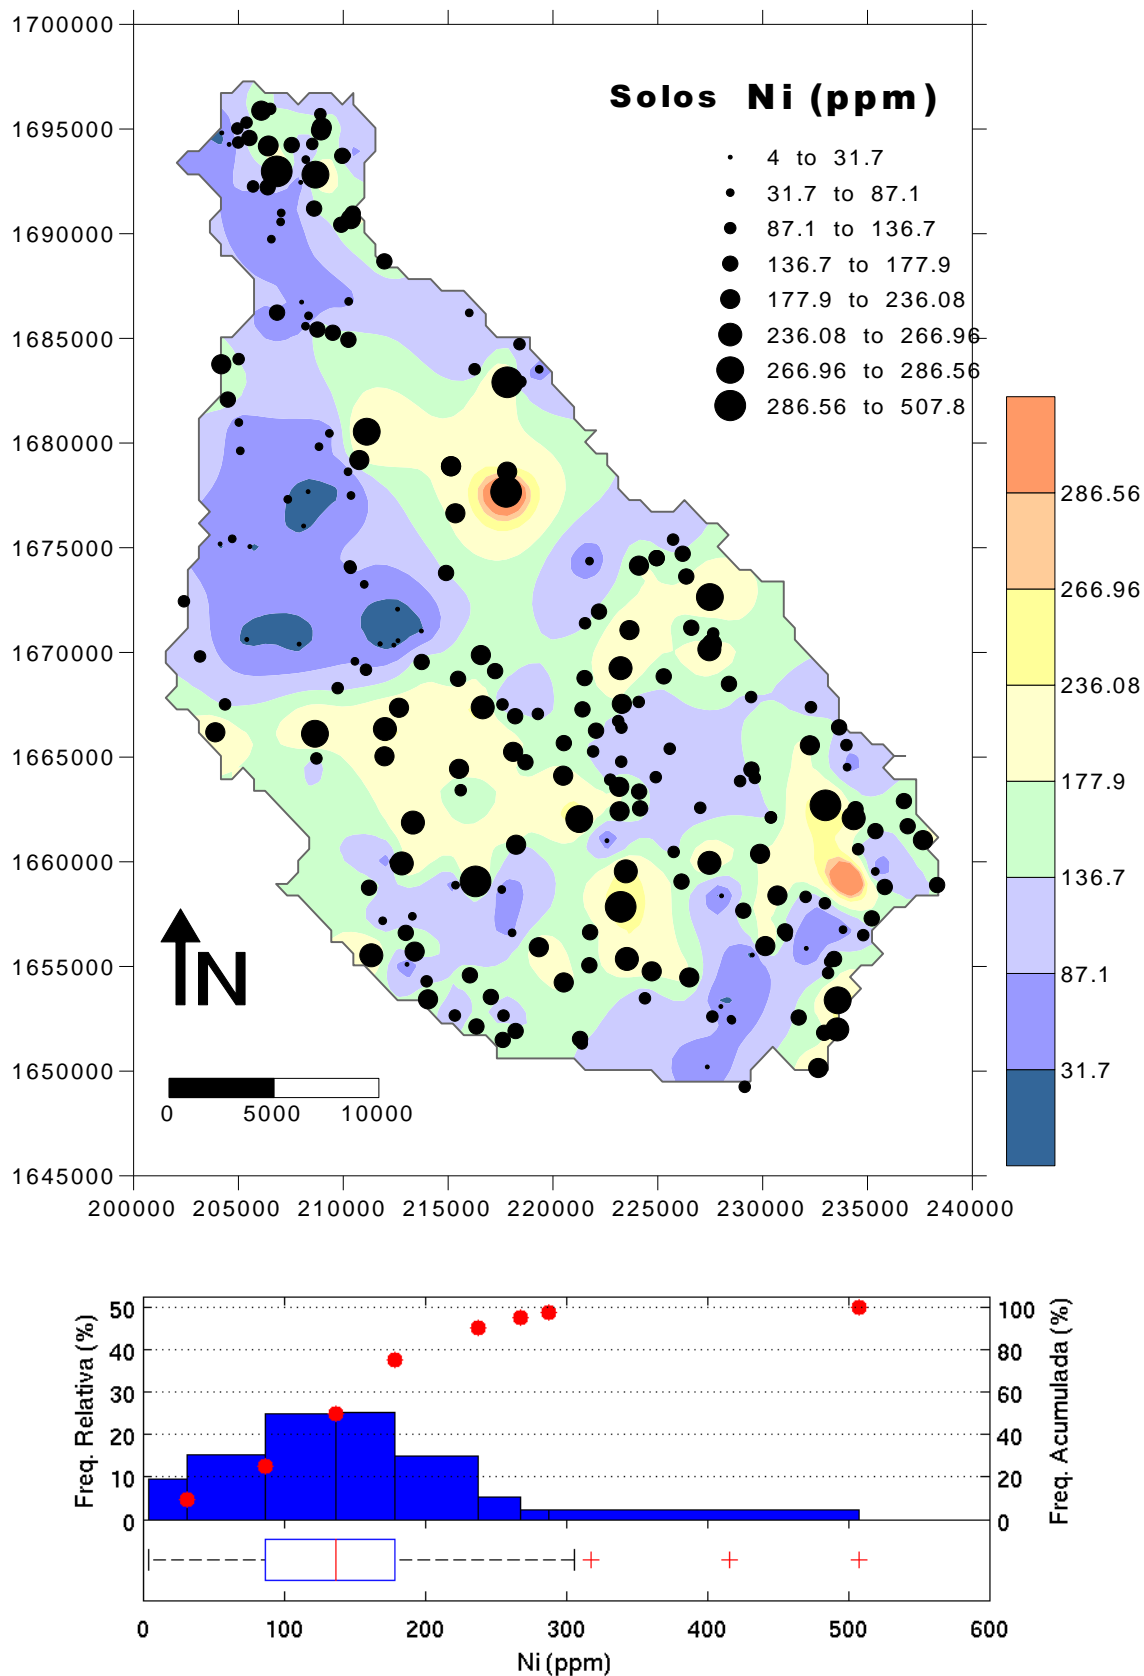 1700000
Solos Ni (ppm)
1695000
4 to 31.7
31.7 to 87.1
87.1 to 136.7
1690000
136.7 to 177.9
177.9 to 236.08
1685000
236.08 to 266.96
266.96 to 286.56
286.56 to 507.8
1680000
286.56
1675000
266.96
1670000
236.08
1665000
177.9
1660000
136.7
1655000
87.1
N
1650000
31.7
0 5000 10000
1645000
200000 205000 210000 215000 220000 225000 230000 235000 240000
Freq. Relativa (%)
50
40
30
20
10
0
100
80
60
40
20
0
Freq. Acumulada (%)
0 100 200 300 400 500 600
Ni (ppm)